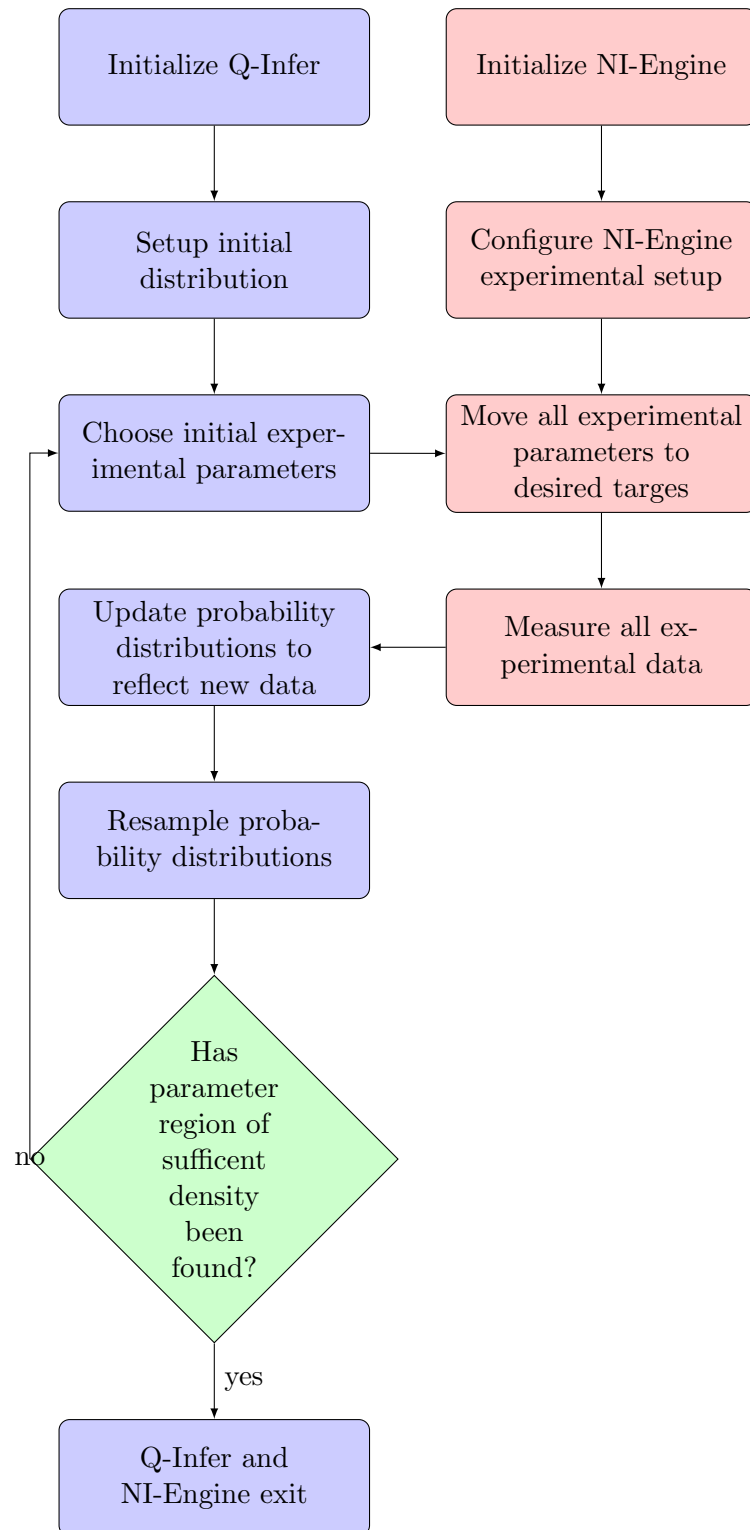 Initialize Q-Infer
Initialize NI-Engine
Setup initial
distribution
Configure NI-Engine
experimental setup
Choose initial exper-
imental parameters
Move all experimental
parameters to
desired targes
Update probability
distributions to
reflect new data
Measure all ex-
perimental data
Resample proba-
bility distributions
Has
parameter
region of
sufficent
density
been
found?
no
yes
Q-Infer and
NI-Engine exit